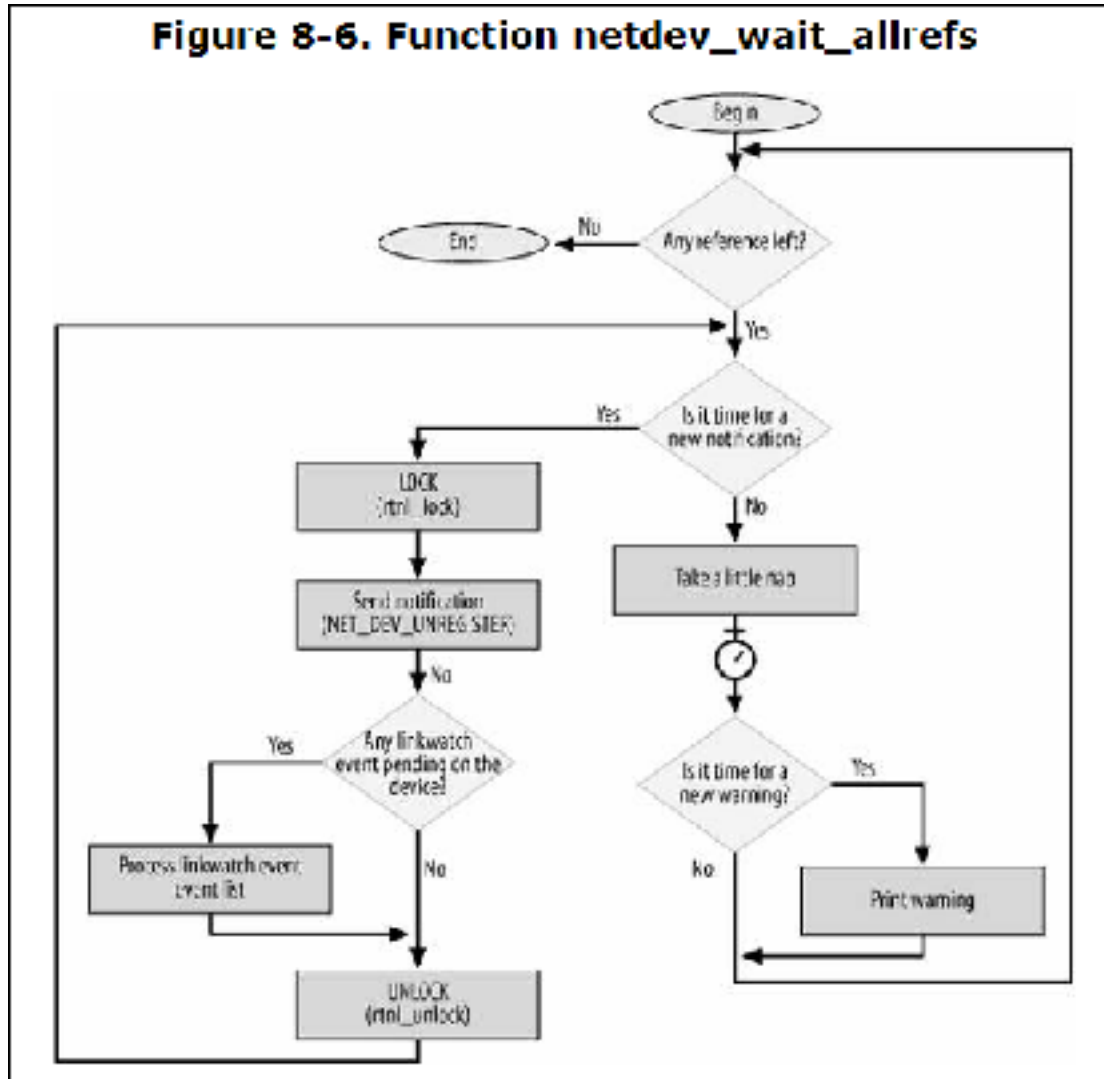 Figure 8-6. Function netdev_wait_allrefs
Begin
Any reference left?
No
End
Yes
Is it time for a
new notification?
Yes
LOCK
(rtnl_lock)
Send notification
(NET_DEV_UNREGISTER)
No
Any linkwatch
event pending on the
device?
Yes
Process linkwatch event
event list
No
UNLOCK
(rtnl_unlock)
No
Take a little nap
Is it time for a
new warning?
Yes
Print warning
No